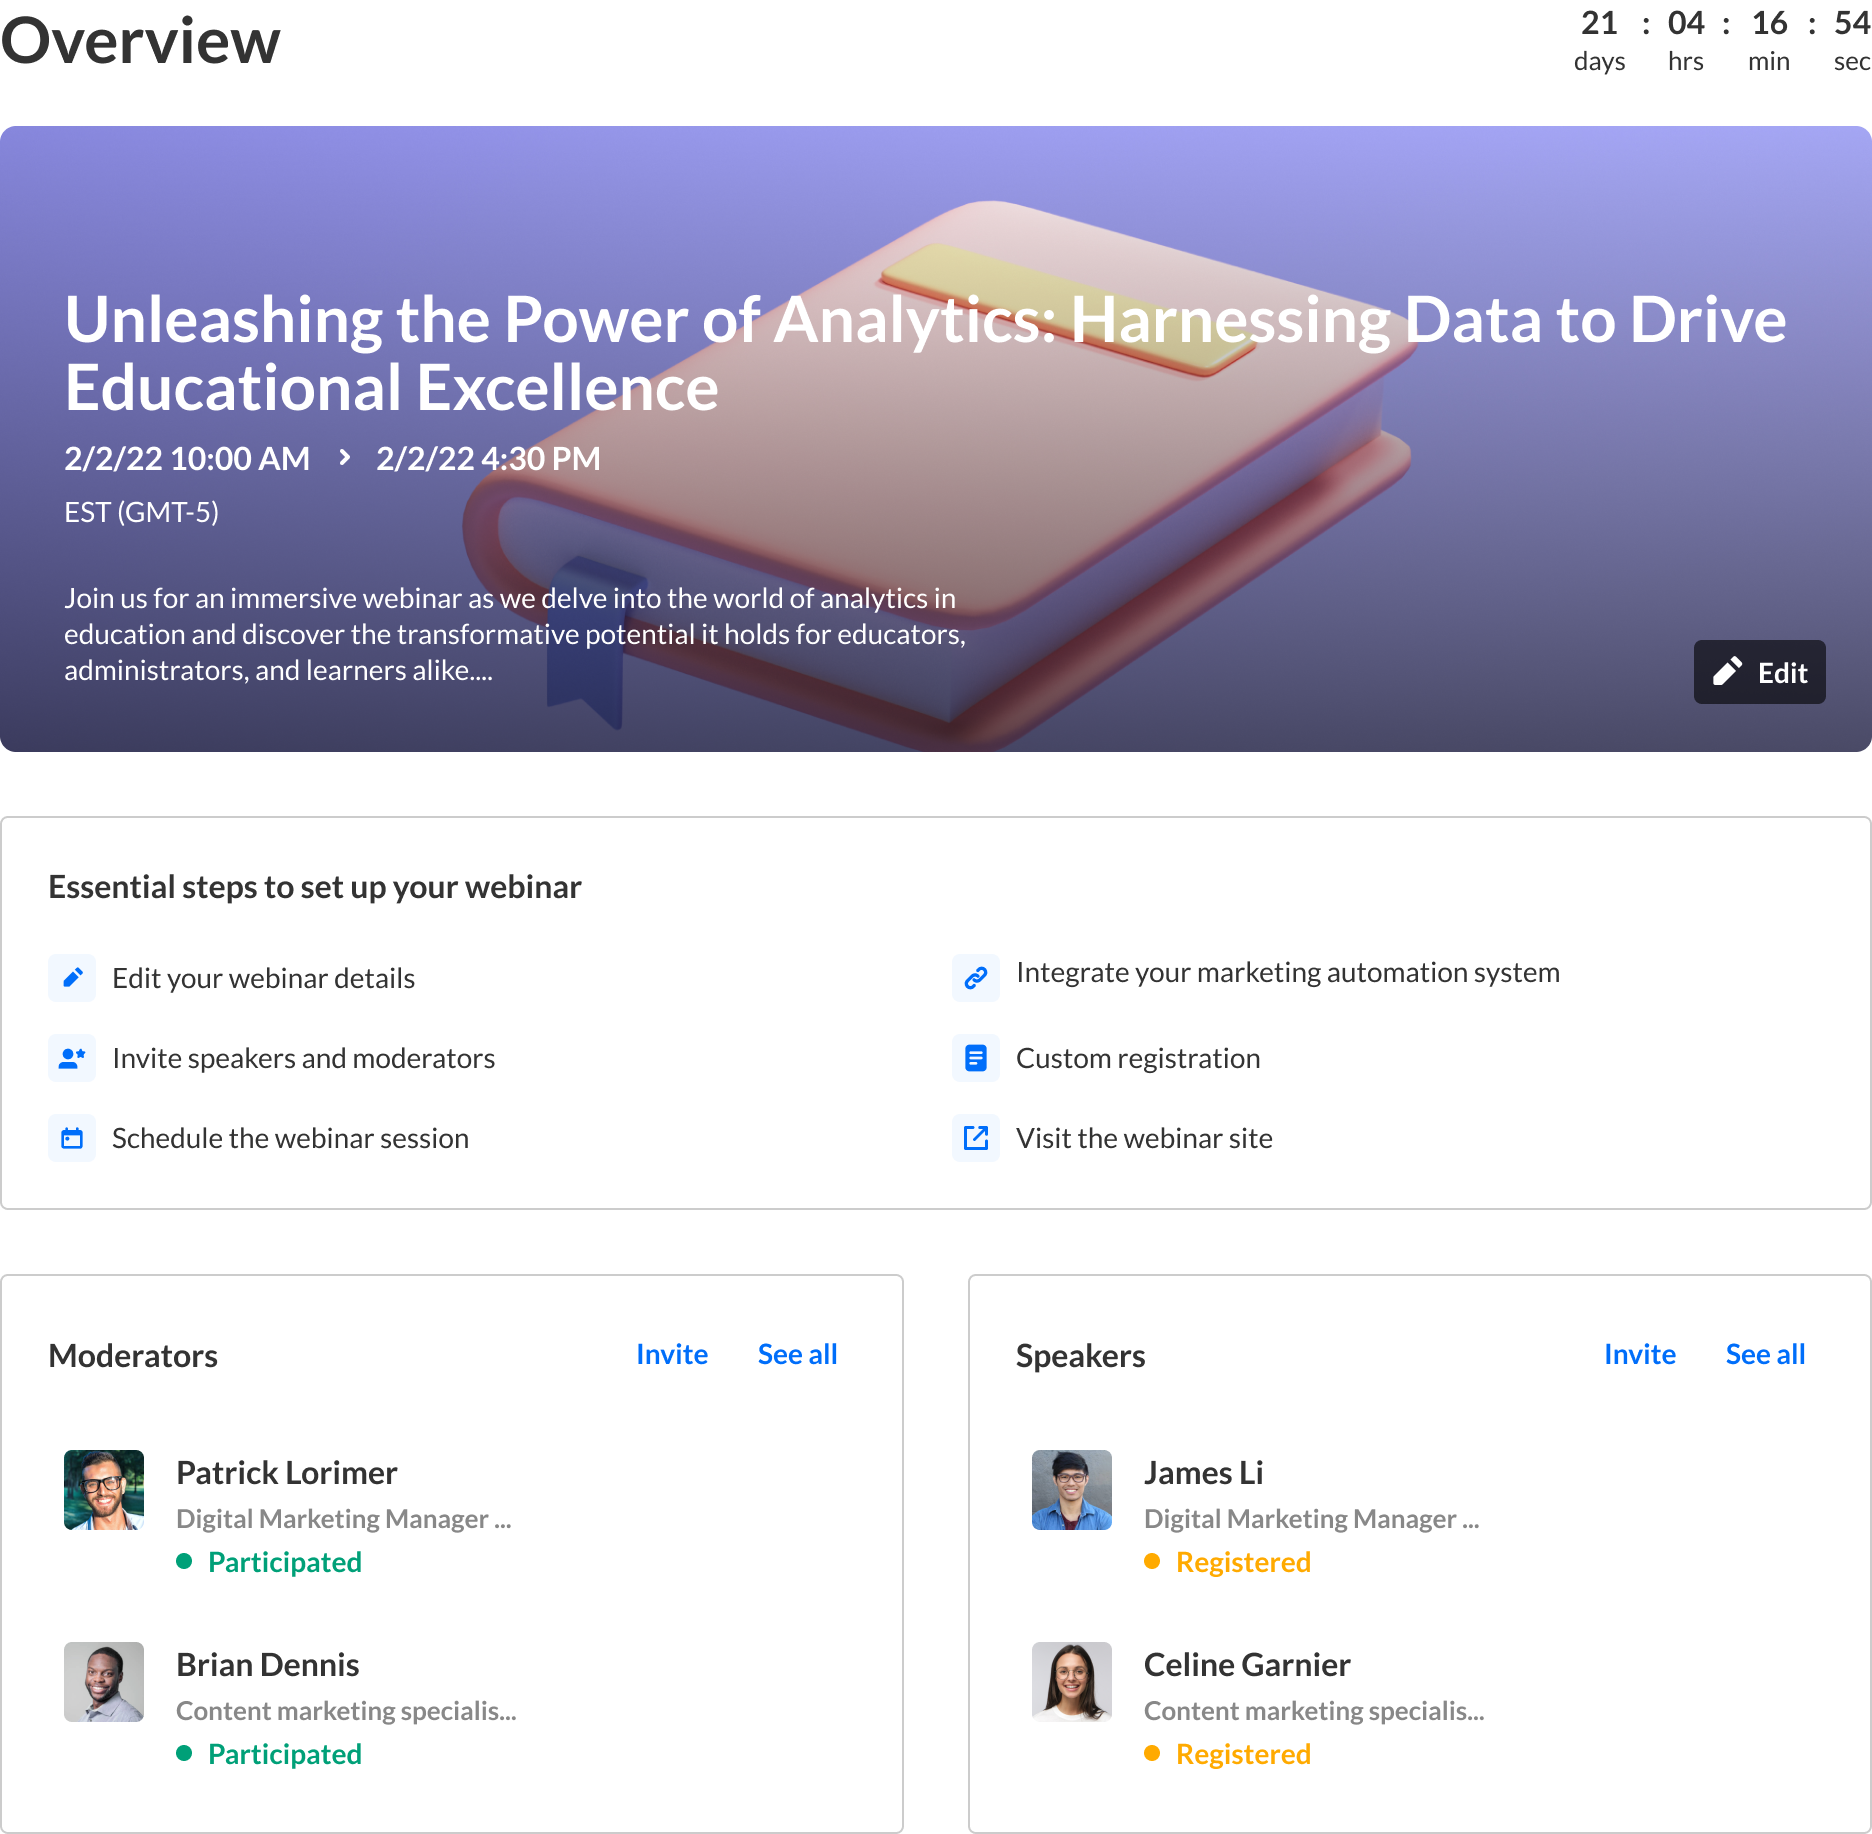 Overview
21 : 04 : 16 : 54
days hrs min sec
Unleashing the Power of Analytics: Harnessing Data to Drive
Educational Excellence
2/2/22 10:00 AM > 2/2/22 4:30 PM
EST (GMT-5)
Join us for an immersive webinar as we delve into the world of analytics in
education and discover the transformative potential it holds for educators,
administrators, and learners alike....
Edit
Essential steps to set up your webinar
Edit your webinar details
Invite speakers and moderators
Schedule the webinar session
Integrate your marketing automation system
Custom registration
Visit the webinar site
Moderators Invite See all
Patrick Lorimer
Digital Marketing Manager ...
Participated
Brian Dennis
Content marketing specialis...
Participated
Speakers Invite See all
James Li
Digital Marketing Manager ...
Registered
Celine Garnier
Content marketing specialis...
Registered